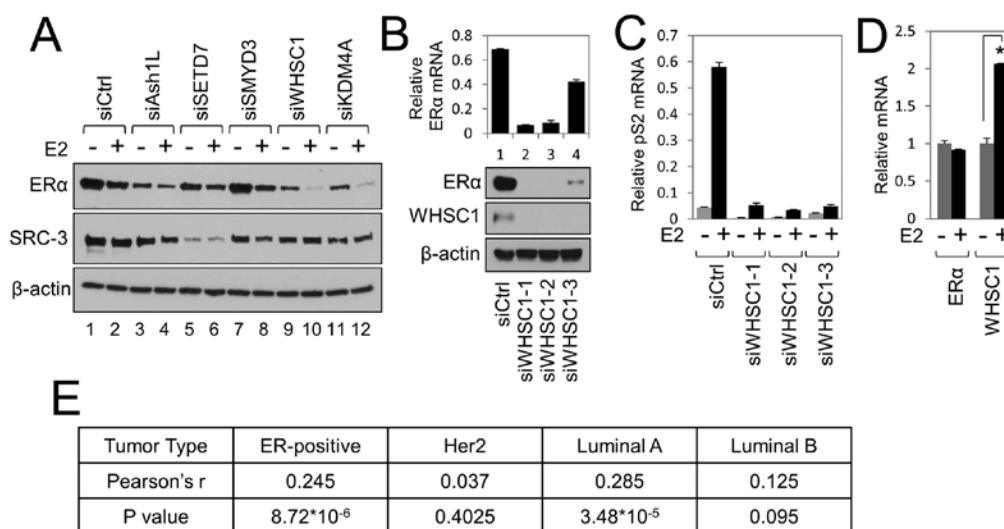 A
siCtrl
siAsh1L
siSETD7
siSMYD3
siWHSC1
siKDM4A
E2 - + - + - + - + - + - +
ERα
SRC-3
β-actin
1 2 3 4 5 6 7 8 9 10 11 12
B
Relative
ERα mRNA
0.8
0.6
0.4
0.2
0
1 2 3 4
ERα
WHSC1
β-actin
siCtrl
siWHSC1-1
siWHSC1-2
siWHSC1-3
C
Relative pS2 mRNA
0.7
0.6
0.5
0.4
0.3
0.2
0.1
0
E2 - + - + - + - +
siCtrl
siWHSC1-1
siWHSC1-2
siWHSC1-3
D
Relative mRNA
2.5
2
1.5
1
0.5
0
*
E2 - + - +
ERα
WHSC1
E
Tumor Type ER-positive Her2 Luminal A Luminal B
Pearson's r 0.245 0.037 0.285 0.125
P value 8.72*10-6 0.4025 3.48*10-5 0.095